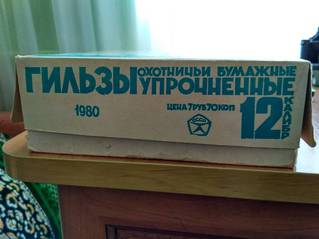 ГИЛЬЗЫ ОХОТНИЧЬИ БУМАЖНЫЕ
УПРОЧНЕННЫЕ
ЦЕНА 7 РУБ 70 КОП
12 КАЛИБР
1980